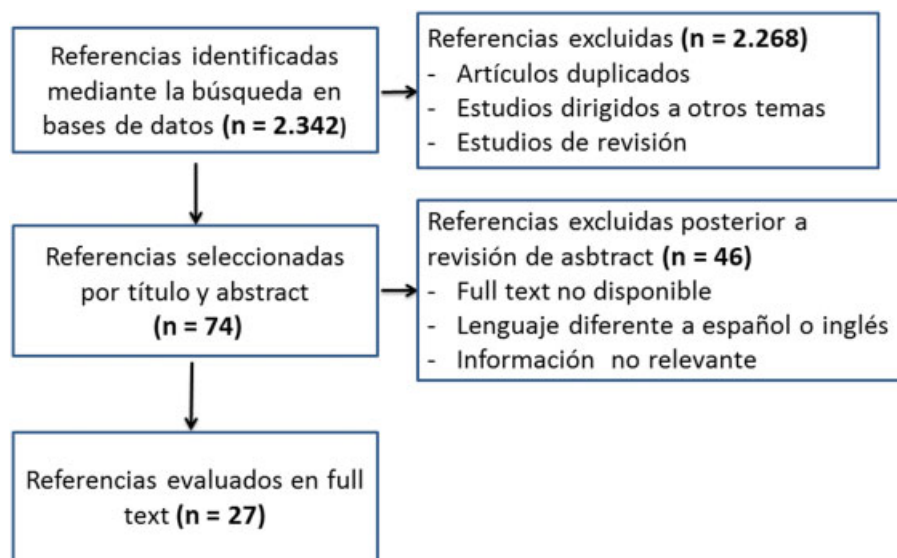 Referencias identificadas
mediante la búsqueda en
bases de datos (n = 2.342)
Referencias excluidas (n = 2.268)
- Artículos duplicados
- Estudios dirigidos a otros temas
- Estudios de revisión
Referencias seleccionadas
por título y abstract
(n = 74)
Referencias excluidas posterior a
revisión de asbtract (n = 46)
- Full text no disponible
- Lenguaje diferente a español o inglés
- Información no relevante
Referencias evaluados en full
text (n = 27)